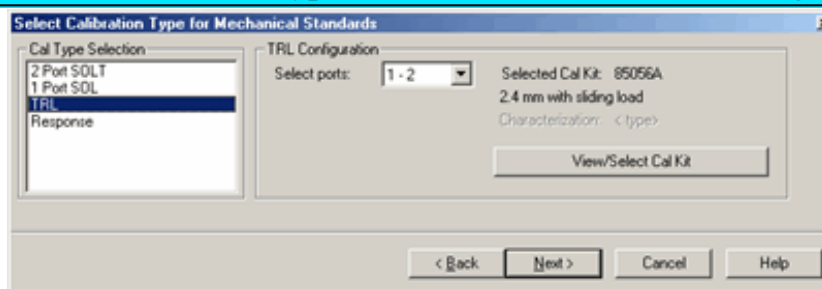 Select Calibration Type for Mechanical Standards
Cal Type Selection
2 Port SOLT
1 Port SOL
TRL
Response
TRL Configuration
Select ports: 1 - 2
Selected Cal Kit: 85056A
2.4 mm with sliding load
Characterization: < type>
View/Select Cal Kit
< Back
Next >
Cancel
Help